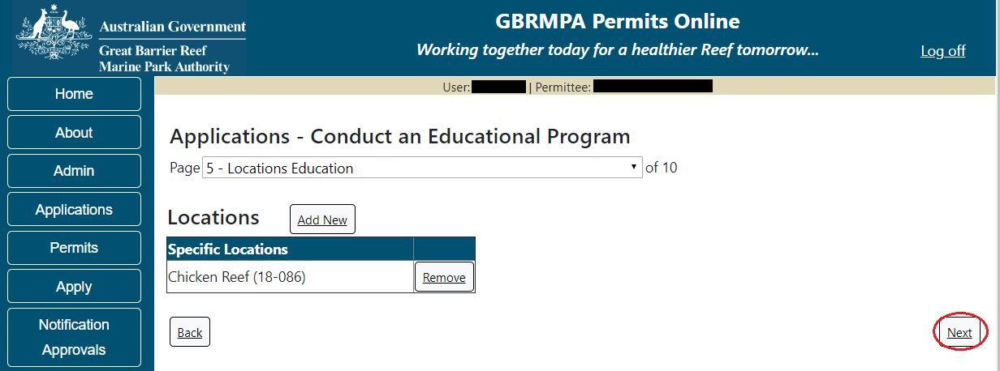 Australian Government
Great Barrier Reef
Marine Park Authority
GBRMPA Permits Online
Working together today for a healthier Reef tomorrow...
Log off
User: | Permittee:
Home
About
Admin
Applications
Permits
Apply
Notification
Approvals
Applications - Conduct an Educational Program
Page 5 - Locations Education of 10
Locations Add New
Specific Locations
Chicken Reef (18-086) Remove
Back Next